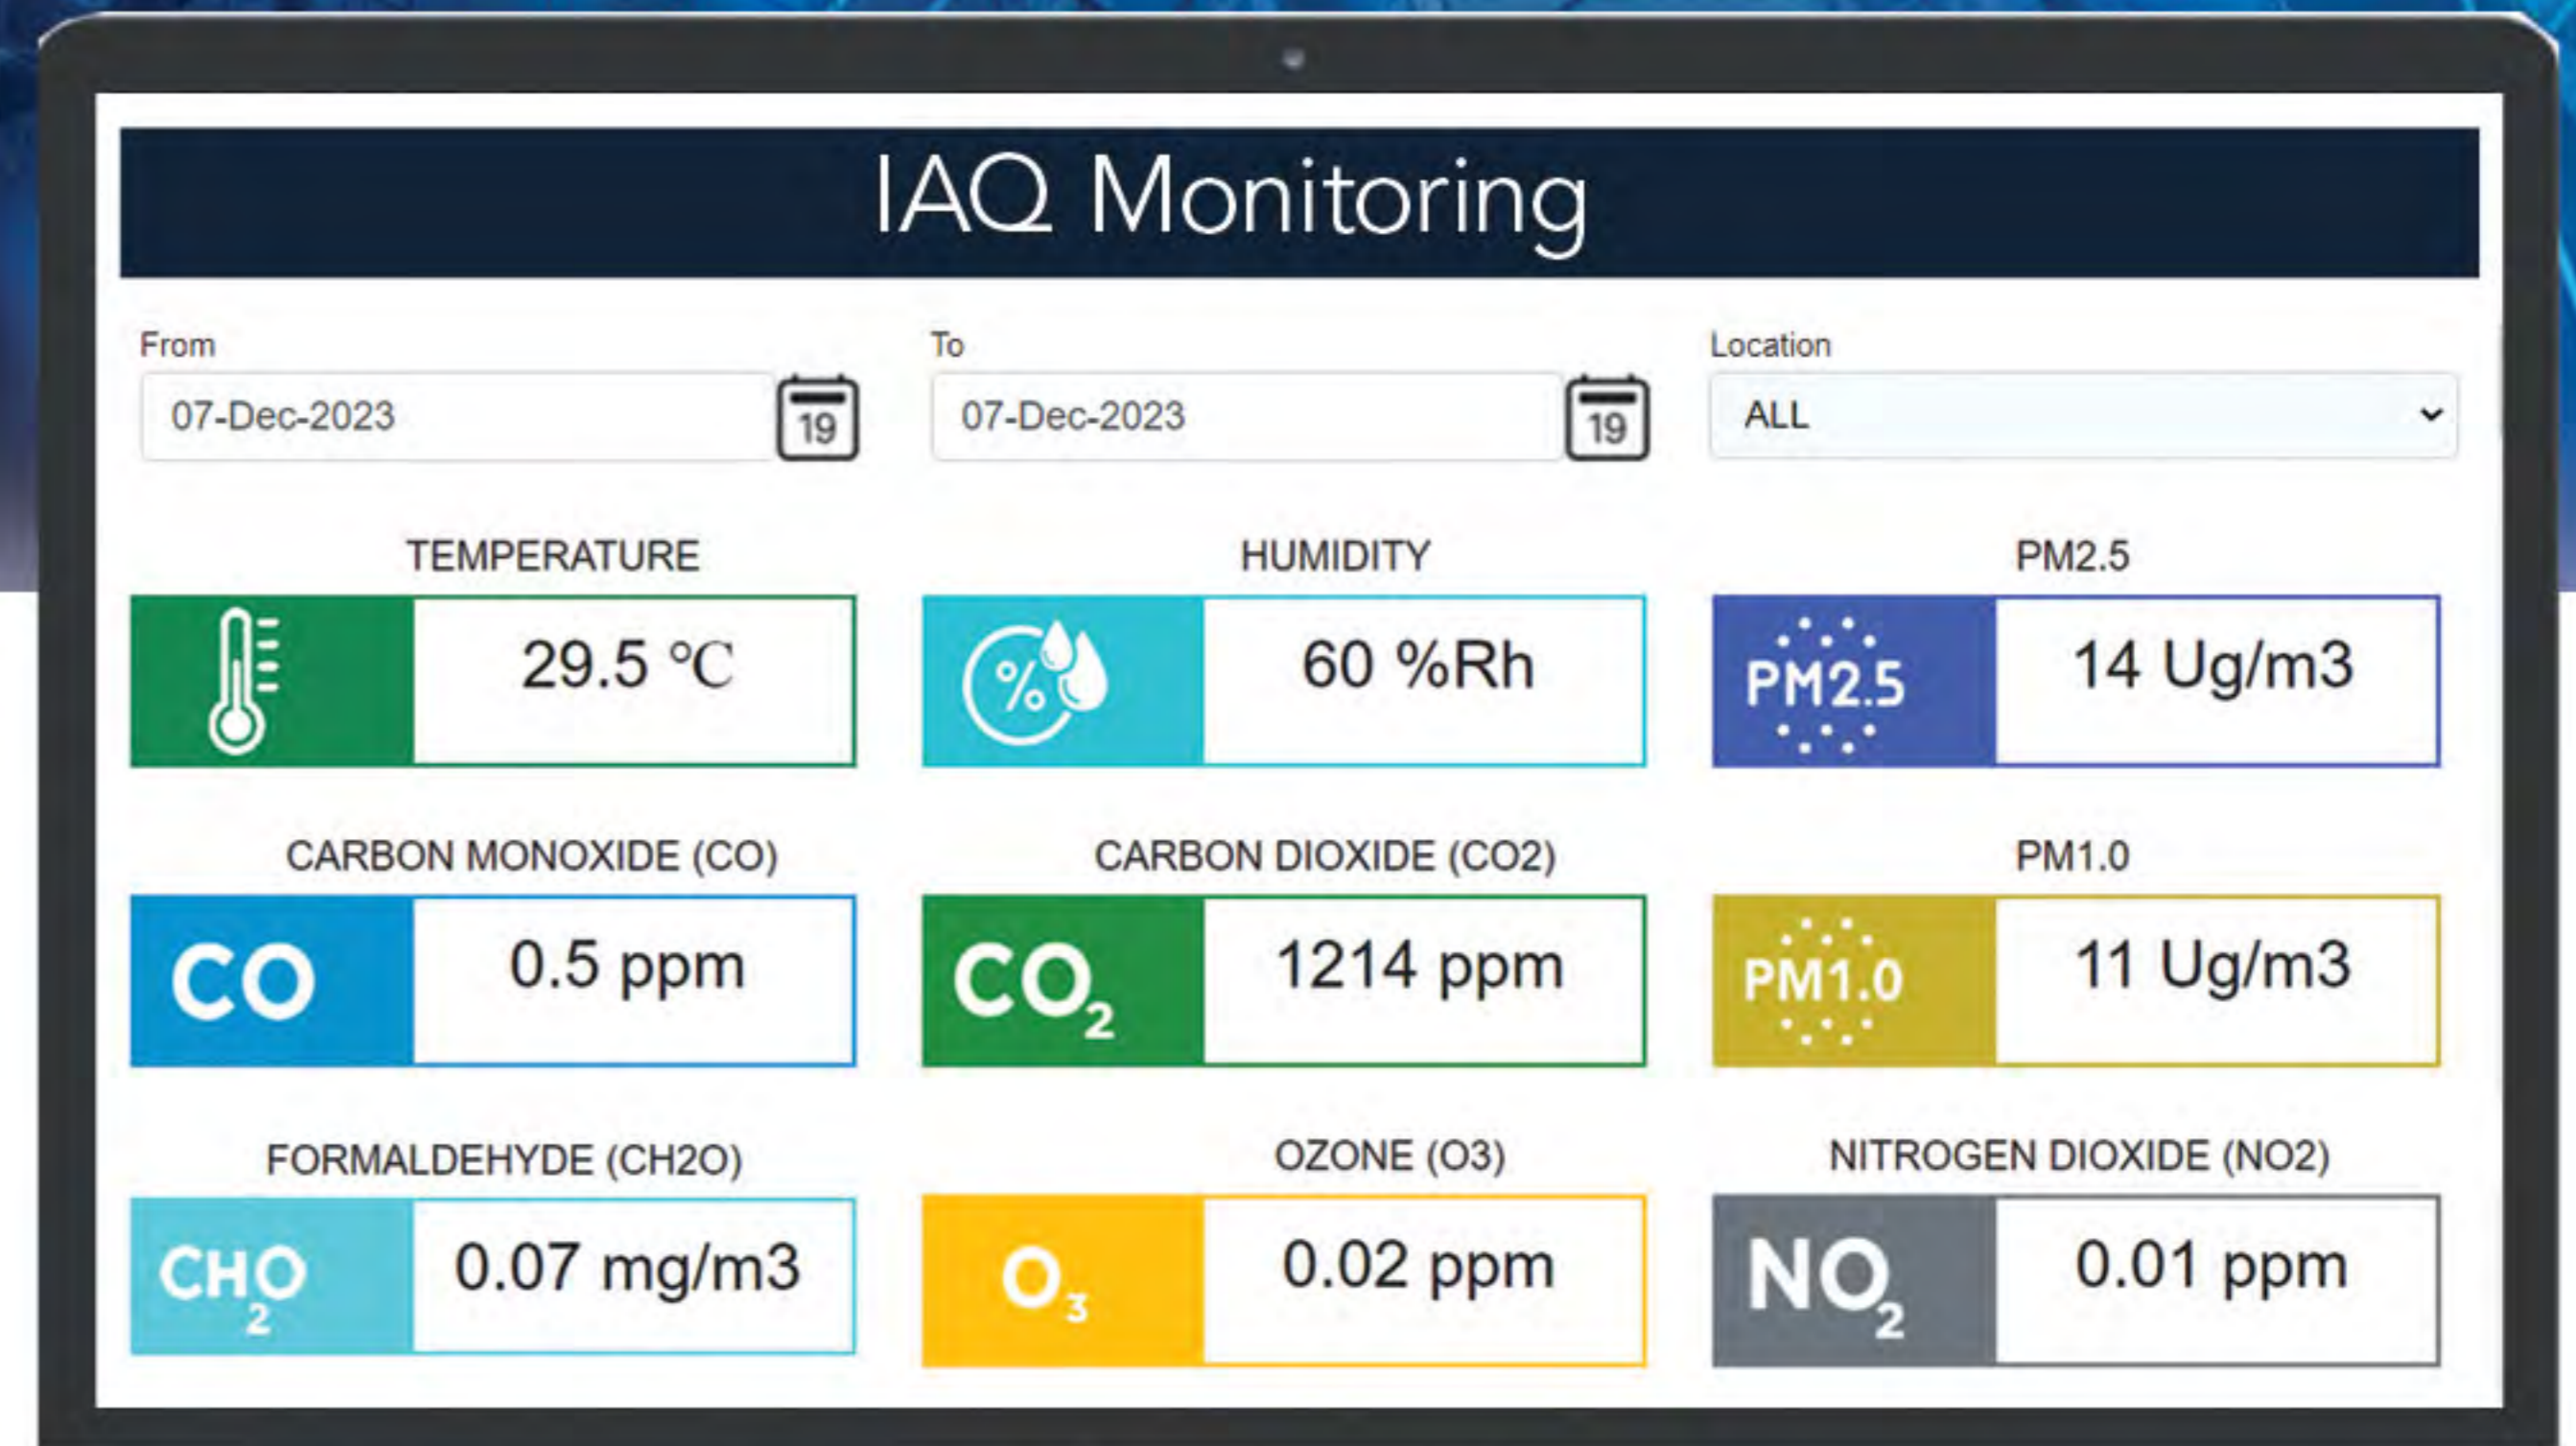 IAQ Monitoring
From To Location
07-Dec-2023 19 07-Dec-2023 19 ALL
TEMPERATURE HUMIDITY PM2.5
29.5 °C % 60 %Rh PM2.5 14 Ug/m3
CARBON MONOXIDE (CO) CARBON DIOXIDE (CO2) PM1.0
CO 0.5 ppm CO₂ 1214 ppm PM1.0 11 Ug/m3
FORMALDEHYDE (CH2O) OZONE (O3) NITROGEN DIOXIDE (NO2)
CH₂O 0.07 mg/m3 O₃ 0.02 ppm NO₂ 0.01 ppm